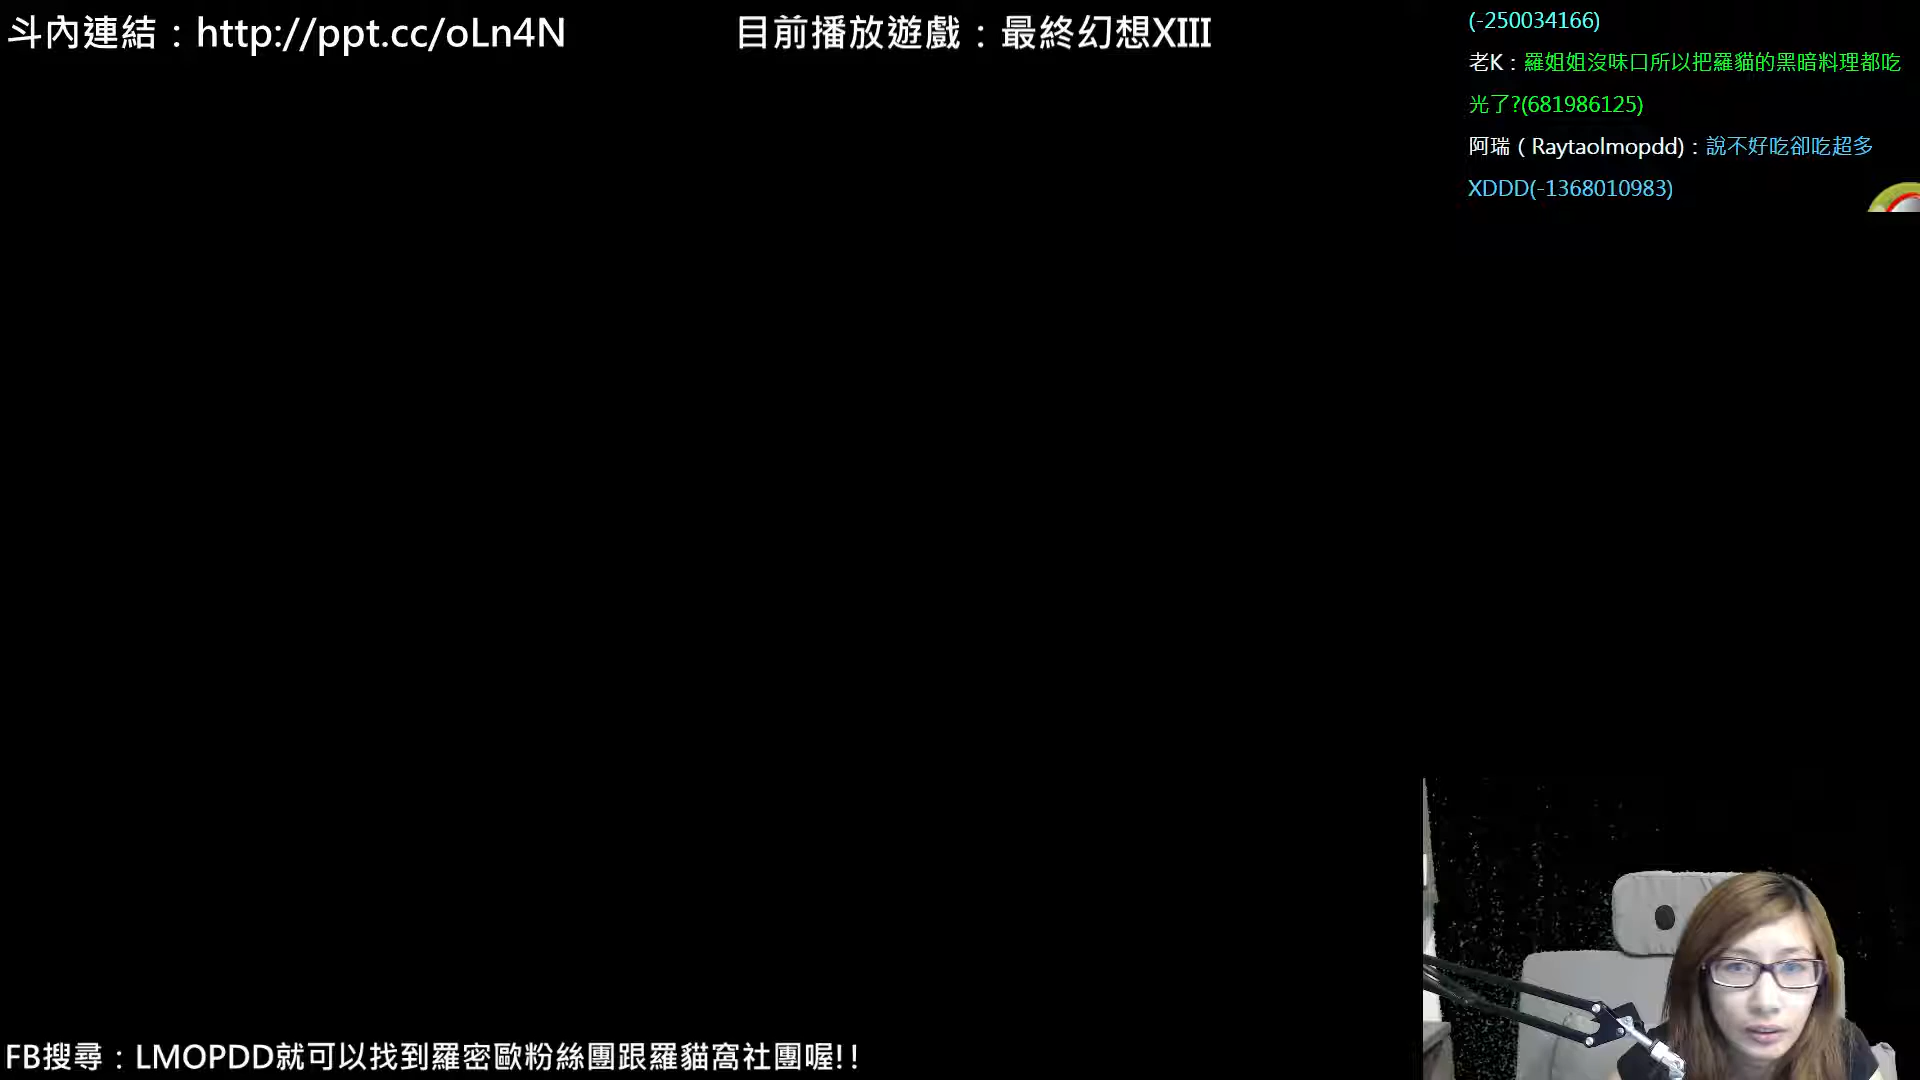 斗內連結：http://ppt.cc/oLn4N
目前播放遊戲：最終幻想XIII
(-250034166)
老K：羅姐姐沒味口所以把羅貓的黑暗料理都吃
光了?(681986125)
阿瑞（Raytaolmopdd)：說不好吃卻吃超多
XDDD(-1368010983)
FB搜尋：LMOPDD就可以找到羅密歐粉絲團跟羅貓窩社團喔!!